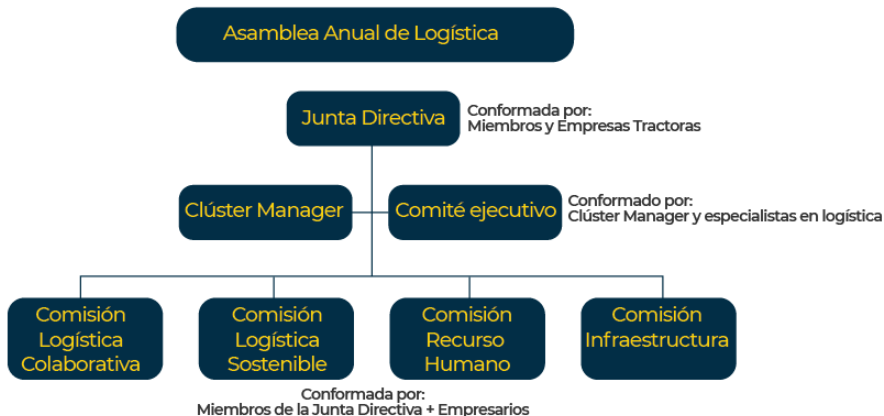 Asamblea Anual de Logística
Junta Directiva
Conformada por:
Miembros y Empresas Tractoras
Clúster Manager
Comité ejecutivo
Conformado por:
Clúster Manager y especialistas en logística
Comisión
Logística
Colaborativa
Comisión
Logística
Sostenible
Comisión
Recurso
Humano
Comisión
Infraestructura
Conformada por:
Miembros de la Junta Directiva + Empresarios